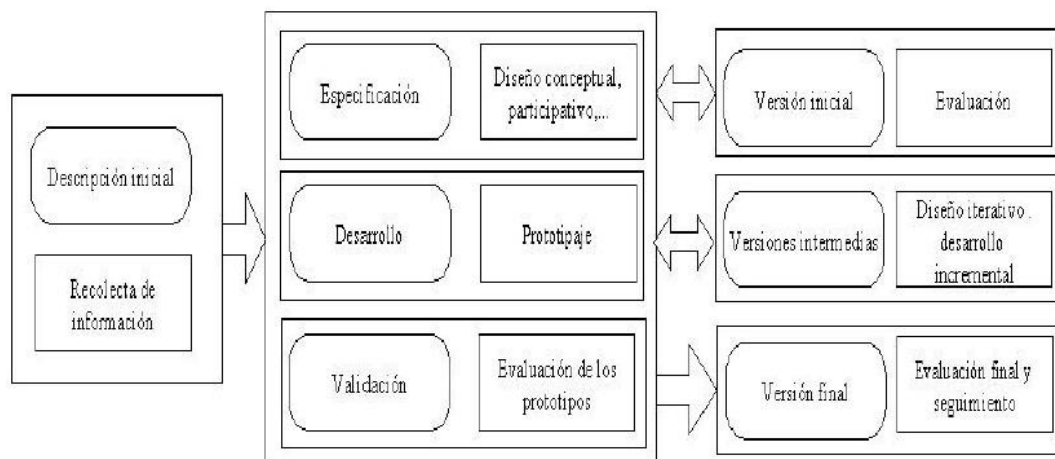 Descripción inicial
Recolecta de
información
Especificación
Diseño conceptual,
participativo,...
Desarrollo
Prototipaje
Validación
Evaluación de los
prototipos
Versión inicial
Evaluación
Versiones intermedias
Diseño iterativo .
desarrollo
incremental
Versión final
Evaluación final y
seguimiento